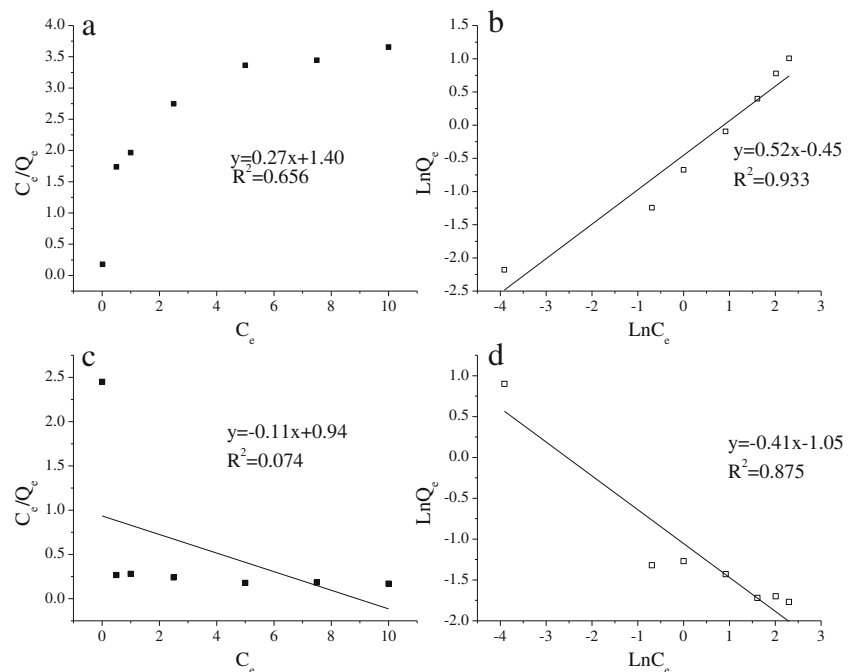 a
4.0
3.5
3.0
2.5
2.0
1.5
1.0
0.5
0.0
C_e/Q_e
y=0.27x+1.40
R²=0.656
0 2 4 6 8 10
C_e
b
1.5
1.0
0.5
0.0
-0.5
-1.0
-1.5
-2.0
-2.5
LnQ_e
y=0.52x-0.45
R²=0.933
-4 -3 -2 -1 0 1 2 3
LnC_e
c
2.5
2.0
1.5
1.0
0.5
0.0
C_e/Q_e
y=-0.11x+0.94
R²=0.074
0 2 4 6 8 10
C_e
d
1.0
0.5
0.0
-0.5
-1.0
-1.5
-2.0
LnQ_e
y=-0.41x-1.05
R²=0.875
-4 -3 -2 -1 0 1 2 3
LnC_e